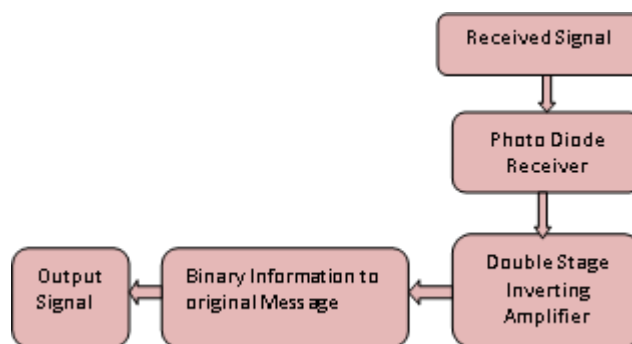 Received Signal
Photo Diode
Receiver
Double Stage
Inverting
Amplifier
Binary Information to
original Message
Output
Signal